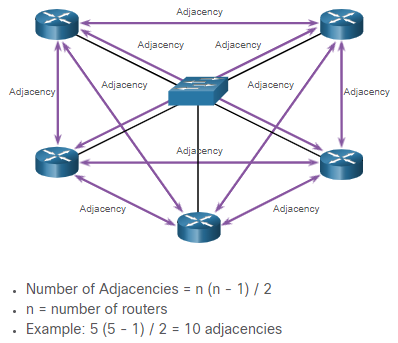 Adjacency
Adjacency
Adjacency
Adjacency
Adjacency
Adjacency
Adjacency
Adjacency
Adjacency
Adjacency
• Number of Adjacencies = n (n – 1) / 2
• n = number of routers
• Example: 5 (5 – 1) / 2 = 10 adjacencies